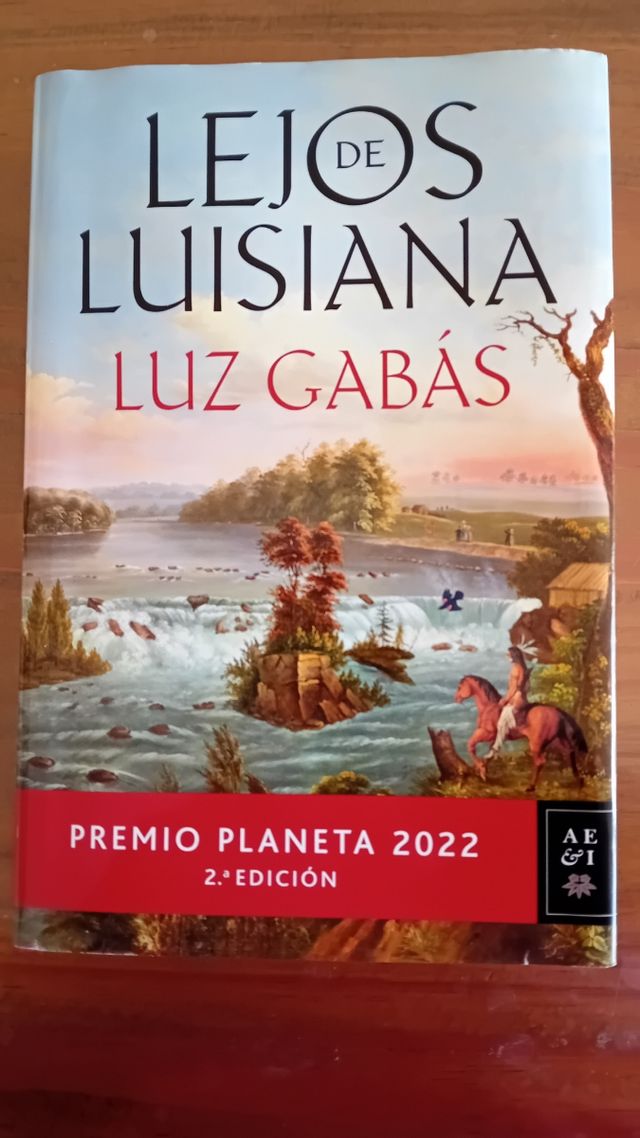 LEJOS
DE
LUISIANA
LUZ GABÁS
PREMIO PLANETA 2022
2.ª EDICIÓN
AE
&I